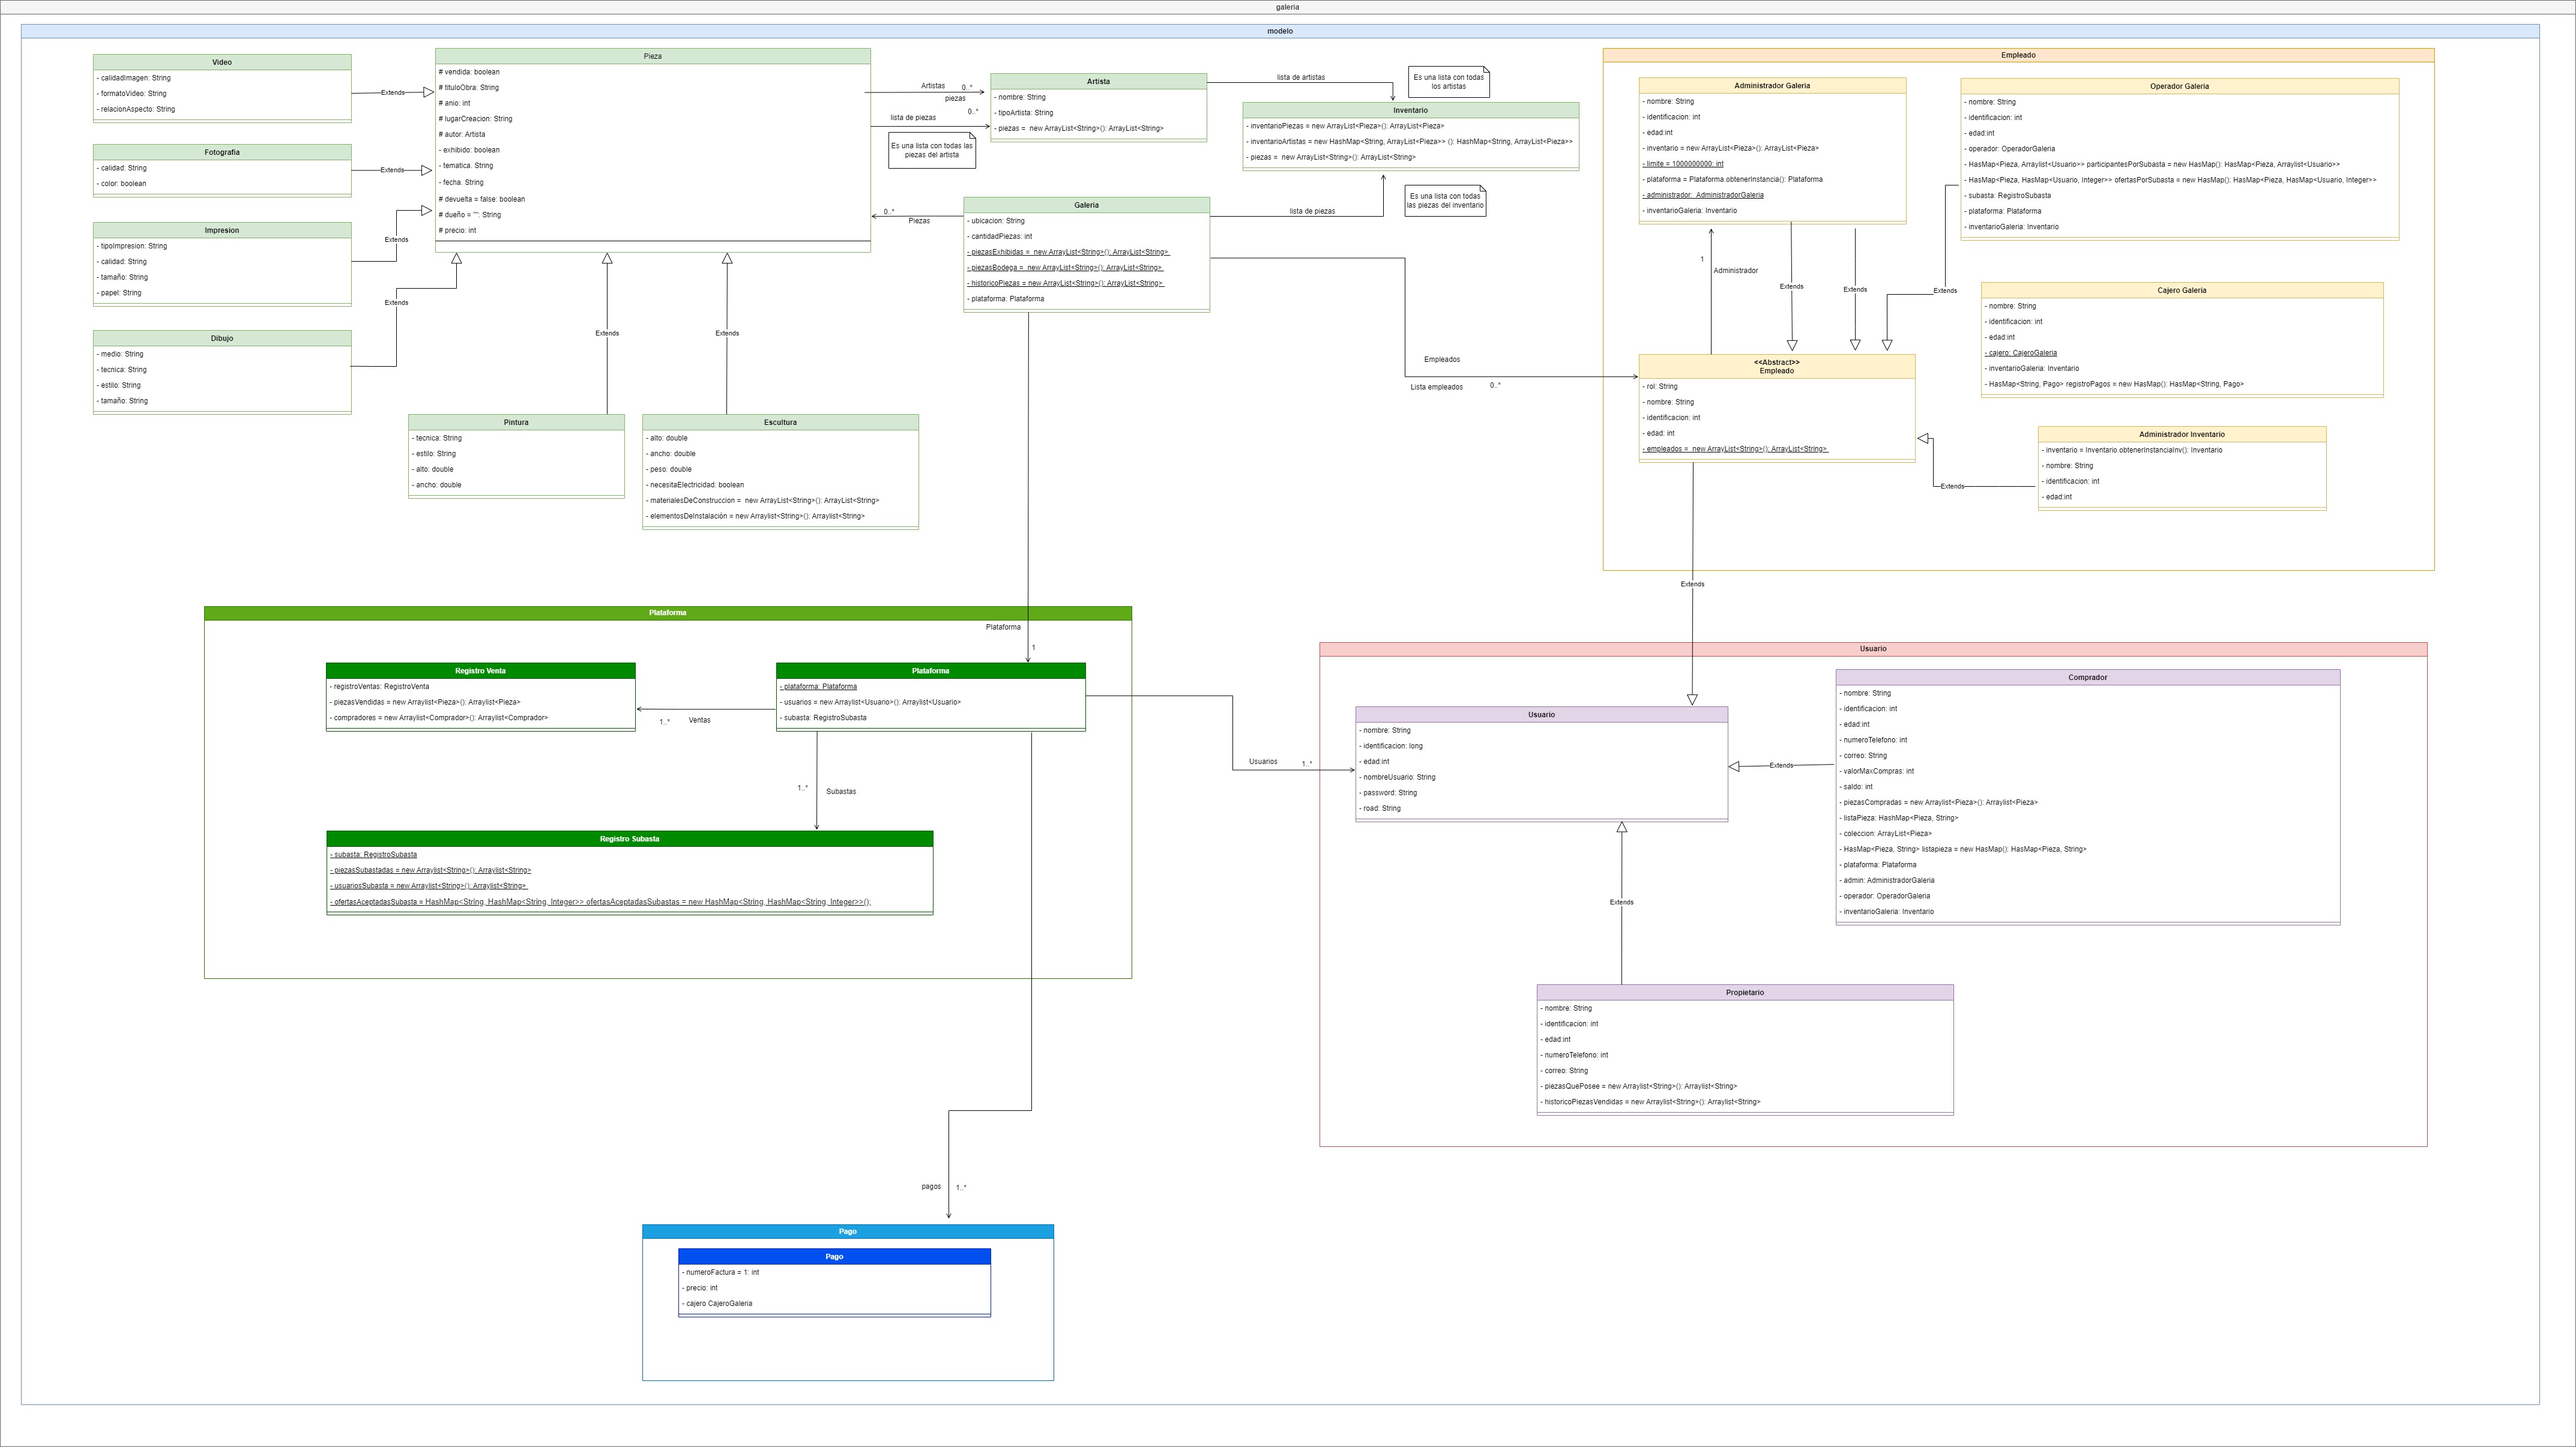 galeria
modelo
Video
- calidadImagen: String
- formatoVideo: String
- relacionAspecto: String
Extends
Fotografia
- calidad: String
- color: boolean
Extends
Impresion
- tipoImpresion: String
- calidad: String
- tamaño: String
- papel: String
Extends
Dibujo
- medio: String
- tecnica: String
- estilo: String
- tamaño: String
Extends
Pieza
# vendida: boolean
# tituloObra: String
# anio: int
# lugarCreacion: String
# autor: Artista
- exhibido: boolean
- tematica. String
- fecha. String
# devuelta = false: boolean
# dueño = "": String
# precio: int
Extends
Extends
Pintura
- tecnica: String
- estilo: String
- alto: double
- ancho: double
Escultura
- alto: double
- ancho: double
- peso: double
- necesitaElectricidad: boolean
- materialesDeConstruccion = new ArrayList<String>(): ArrayList<String>
- elementosDeInstalación = new Arraylist<String>(): Arraylist<String>
Artistas
0..*
piezas
0..*
lista de piezas
Es una lista con todas las
piezas del artista
Artista
- nombre: String
- tipoArtista: String
- piezas = new ArrayList<String>(): ArrayList<String>
lista de artistas
Es una lista con todas
los artistas
Inventario
- inventarioPiezas = new ArrayList<Pieza>(): ArrayList<Pieza>
- inventarioArtistas = new HashMap<String, ArrayList<Pieza>> (): HashMap<String, ArrayList<Pieza>>
- piezas = new ArrayList<String>(): ArrayList<String>
Es una lista con todas
las piezas del inventario
lista de piezas
0..*
Piezas
Galeria
- ubicacion: String
- cantidadPiezas: int
- piezasExhibidas = new ArrayList<String>(): ArrayList<String>
- piezasBodega = new ArrayList<String>(): ArrayList<String>
- historicoPiezas = new ArrayList<String>(): ArrayList<String>
- plataforma: Plataforma
Empleados
Lista empleados
0..*
Empleado
Administrador Galeria
- nombre: String
- identificacion: int
- edad:int
- inventario = new ArrayList<Pieza>(): ArrayList<Pieza>
- limite = 1000000000: int
- plataforma = Plataforma.obtenerInstancia(): Plataforma
- administrador: AdministradorGaleria
- inventarioGaleria: Inventario
Operador Galeria
- nombre: String
- identificacion: int
- edad:int
- operador: OperadorGaleria
- HasMap<Pieza, Arraylist<Usuario>> participantesPorSubasta = new HasMap(): HasMap<Pieza, Arraylist<Usuario>>
- HasMap<Pieza, HasMap<Usuario, Integer>> ofertasPorSubasta = new HasMap(): HasMap<Pieza, HasMap<Usuario, Integer>>
- subasta: RegistroSubasta
- plataforma: Plataforma
- inventarioGaleria: Inventario
1
Administrador
Extends
Extends
Extends
Cajero Galeria
- nombre: String
- identificacion: int
- edad:int
- cajero: CajeroGaleria
- inventarioGaleria: Inventario
- HasMap<String, Pago> registroPagos = new HasMap(): HasMap<String, Pago>
<<Abstract>>
Empleado
- rol: String
- nombre: String
- identificacion: int
- edad: int
- empleados = new ArrayList<String>(): ArrayList<String>
Administrador Inventario
- inventario = Inventario.obtenerInstanciaInv(): Inventario
- nombre: String
- identificacion: int
- edad:int
Extends
Extends
Plataforma
Plataforma
1
Registro Venta
- registroVentas: RegistroVenta
- piezasVendidas = new Arraylist<Pieza>(): Arraylist<Pieza>
- compradores = new Arraylist<Comprador>(): Arraylist<Comprador>
1..*
Ventas
Plataforma
- plataforma: Plataforma
- usuarios = new Arraylist<Usuario>(): Arraylist<Usuario>
- subasta: RegistroSubasta
1..*
Subastas
Registro Subasta
- subasta: RegistroSubasta
- piezasSubastadas = new Arraylist<String>(): Arraylist<String>
- usuariosSubasta = new Arraylist<String>(): Arraylist<String>
- ofertasAceptadasSubasta = HashMap<String, HashMap<String, Integer>> ofertasAceptadasSubastas = new HashMap<String, HashMap<String, Integer>>();
Usuarios
1..*
Usuario
Usuario
- nombre: String
- identificacion: long
- edad:int
- nombreUsuario: String
- password: String
- road: String
Extends
Comprador
- nombre: String
- identificacion: int
- edad:int
- numeroTelefono: int
- correo: String
- valorMaxCompras: int
- saldo: int
- piezasCompradas = new Arraylist<Pieza>(): Arraylist<Pieza>
- listaPieza: HashMap<Pieza, String>
- coleccion: ArrayList<Pieza>
- HasMap<Pieza, String> listapieza = new HasMap(): HasMap<Pieza, String>
- plataforma: Plataforma
- admin: AdministradorGaleria
- operador: OperadorGaleria
- inventarioGaleria: Inventario
Extends
Propietario
- nombre: String
- identificacion: int
- edad:int
- numeroTelefono: int
- correo: String
- piezasQuePosee = new Arraylist<String>(): Arraylist<String>
- historicoPiezasVendidas = new Arraylist<String>(): Arraylist<String>
pagos
1..*
Pago
Pago
- numeroFactura = 1: int
- precio: int
- cajero CajeroGaleria